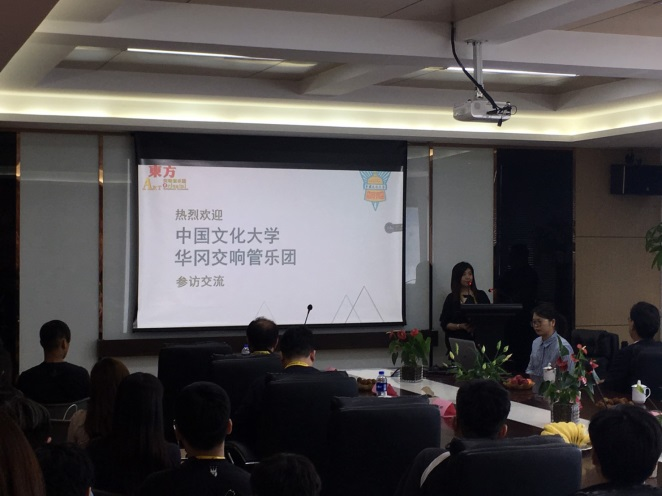 東方
热烈欢迎
中国文化大学
华冈交响管乐团
参访交流